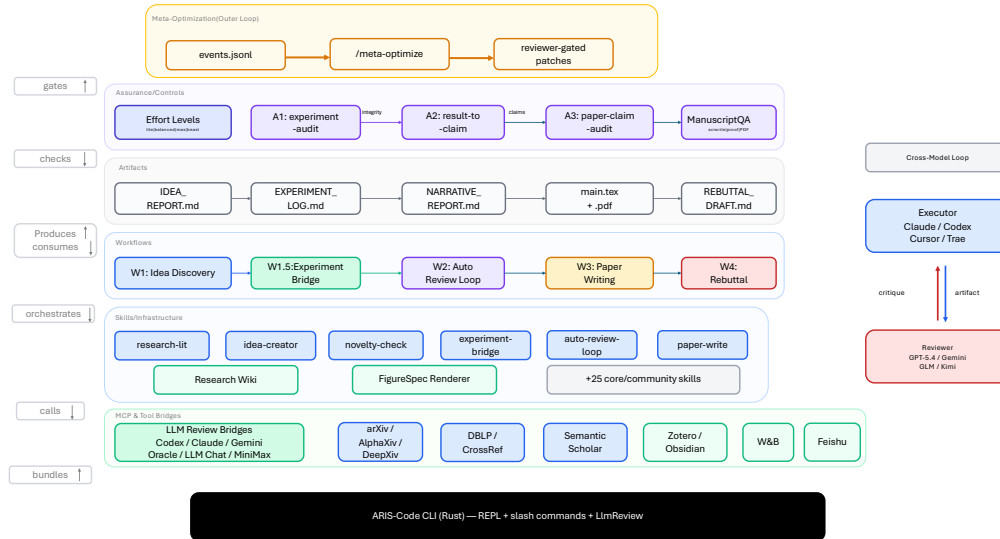 Meta-Optimization(Outer Loop)
events.jsonl
/meta-optimize
reviewer-gated
patches
gates
Assurance/Controls
Effort Levels
lite|balanced|max|beast
A1: experiment
-audit
integrity
A2: result-to
-claim
claims
A3: paper-claim
-audit
ManuscriptQA
checks
Artifacts
IDEA_
REPORT.md
EXPERIMENT_
LOG.md
NARRATIVE_
REPORT.md
main.tex
+ .pdf
REBUTTAL_
DRAFT.md
Produces
consumes
Workflows
W1: Idea Discovery
W1.5:Experiment
Bridge
W2: Auto
Review Loop
W3: Paper
Writing
W4:
Rebuttal
orchestrates
Skills/Infrastructure
research-lit
idea-creator
novelty-check
experiment-
bridge
auto-review-
loop
paper-write
Research Wiki
FigureSpec Renderer
+25 core/community skills
calls
MCP & Tool Bridges
LLM Review Bridges
Codex / Claude / Gemini
Oracle / LLM Chat / MiniMax
arXiv /
AlphaXiv /
DeepXiv
DBLP /
CrossRef
Semantic
Scholar
Zotero /
Obsidian
W&B
Feishu
bundles
ARIS-Code CLI (Rust) — REPL + slash commands + LlmReview
Cross-Model Loop
Executor
Claude / Codex
Cursor / Trae
critique
artifact
Reviewer
GPT-5.4 / Gemini
GLM / Kimi